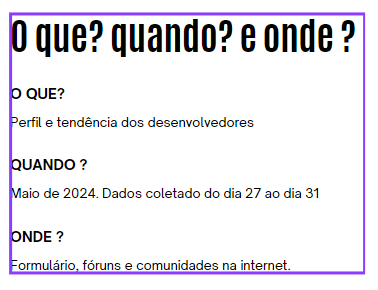 O que? quando? e onde ?
O QUE?
Perfil e tendência dos desenvolvedores
QUANDO ?
Maio de 2024. Dados coletado do dia 27 ao dia 31
ONDE ?
Formulário, fóruns e comunidades na internet.